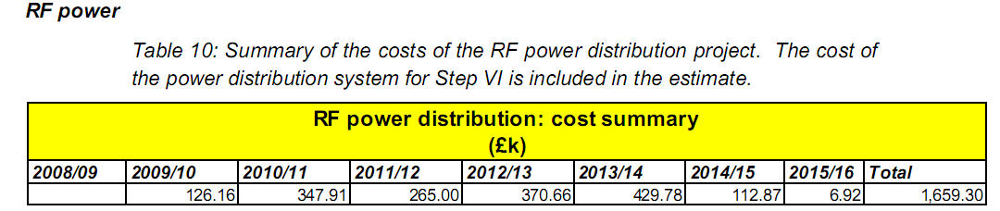 RF power
Table 10: Summary of the costs of the RF power distribution project. The cost of
the power distribution system for Step VI is included in the estimate.
RF power distribution: cost summary
(£k)
2008/09 2009/10 2010/11 2011/12 2012/13 2013/14 2014/15 2015/16 Total
126.16 347.91 265.00 370.66 429.78 112.87 6.92 1,659.30